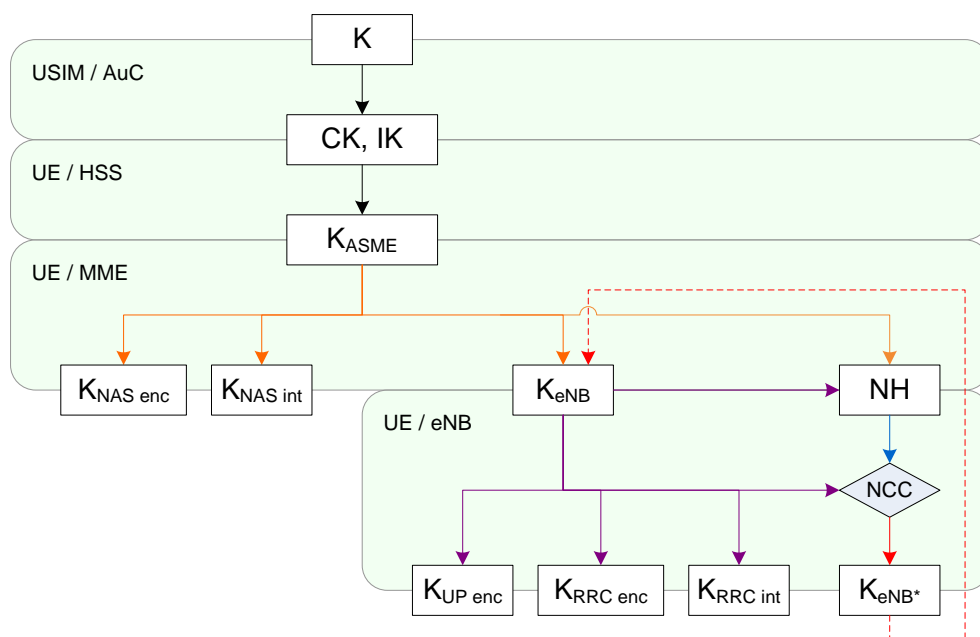 K
USIM / AuC
CK, IK
UE / HSS
KASME
UE / MME
KNAS enc
KNAS int
KeNB
NH
UE / eNB
NCC
KUP enc
KRRC enc
KRRC int
KeNB*